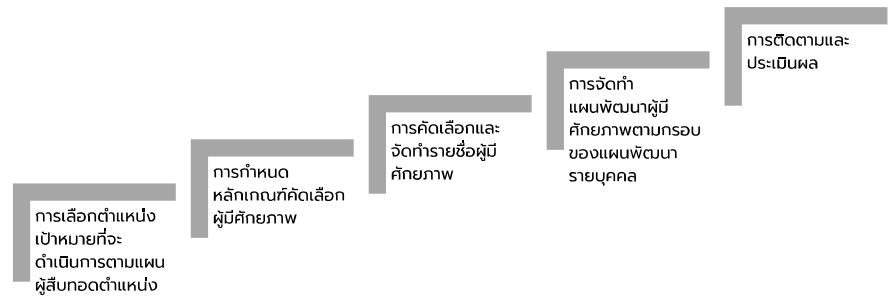 การเลือกตำแหน่ง
เป้าหมายที่จะ
ดำเนินการตามแผน
ผู้สืบทอดตำแหน่ง
การกำหนด
หลักเกณฑ์คัดเลือก
ผู้มีศักยภาพ
การคัดเลือกและ
จัดทำรายชื่อผู้มี
ศักยภาพ
การจัดทำ
แผนพัฒนาผู้มี
ศักยภาพตามกรอบ
ของแผนพัฒนา
รายบุคคล
การติดตามและ
ประเมินผล